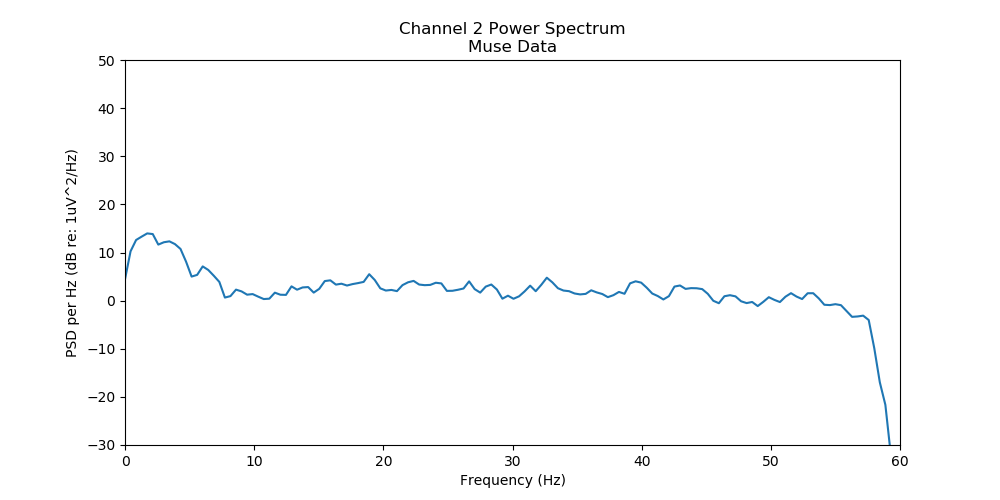 Channel 2 Power Spectrum
Muse Data
PSD per Hz (dB re: 1uV^2/Hz)
50
40
30
20
10
0
−10
−20
−30
0 10 20 30 40 50 60
Frequency (Hz)